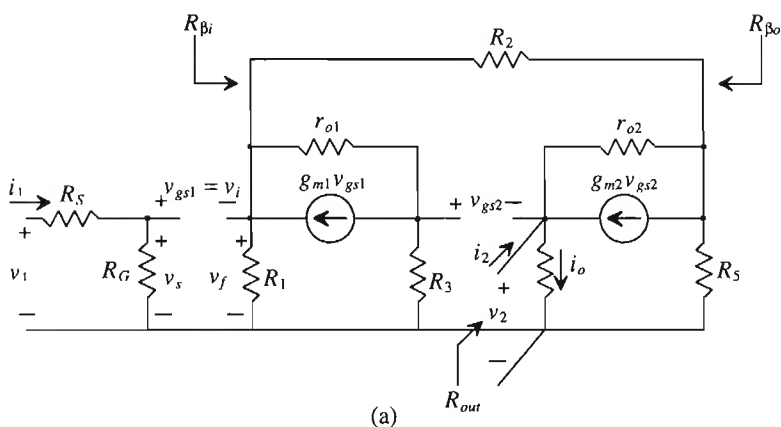 R_βi
R_2
R_βo
r_o1
r_o2
v_gs1 = v_i
g_m1 v_gs1
v_gs2
g_m2 v_gs2
i_1
R_S
+
−
+
−
+
+
+
i_2
i_o
v_1
R_G
v_s
v_f
R_1
R_3
+
v_2
R_5
−
−
−
−
R_out
(a)